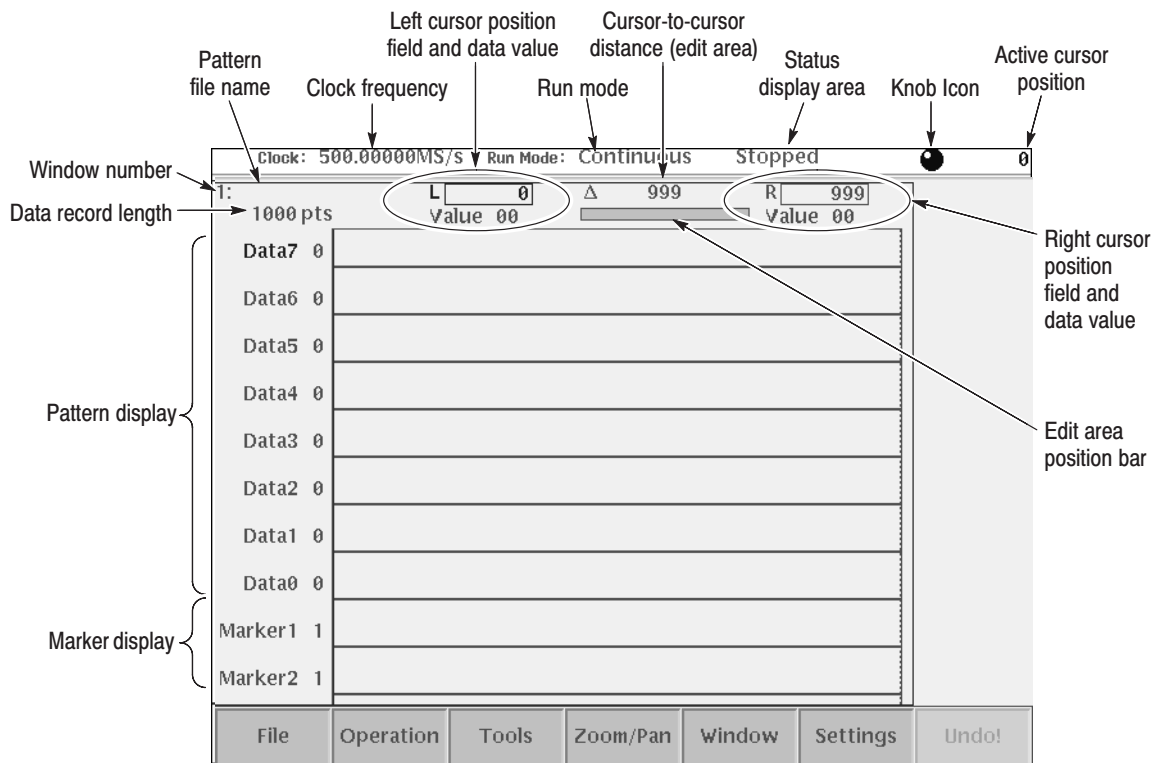 Left cursor position
field and data value
Cursor-to-cursor
distance (edit area)
Pattern
file name
Clock frequency
Run mode
Status
display area
Knob Icon
Active cursor
position
Window number
Data record length
Clock: 500.00000MS/s Run Mode: Continuous Stopped 0
1: L 0 Δ 999 R 999
1000 pts Value 00 Value 00
Right cursor
position
field and
data value
Data7 0
Data6 0
Data5 0
Data4 0
Pattern display
Data3 0
Edit area
position bar
Data2 0
Data1 0
Data0 0
Marker display
Marker1 1
Marker2 1
File Operation Tools Zoom/Pan Window Settings Undo!